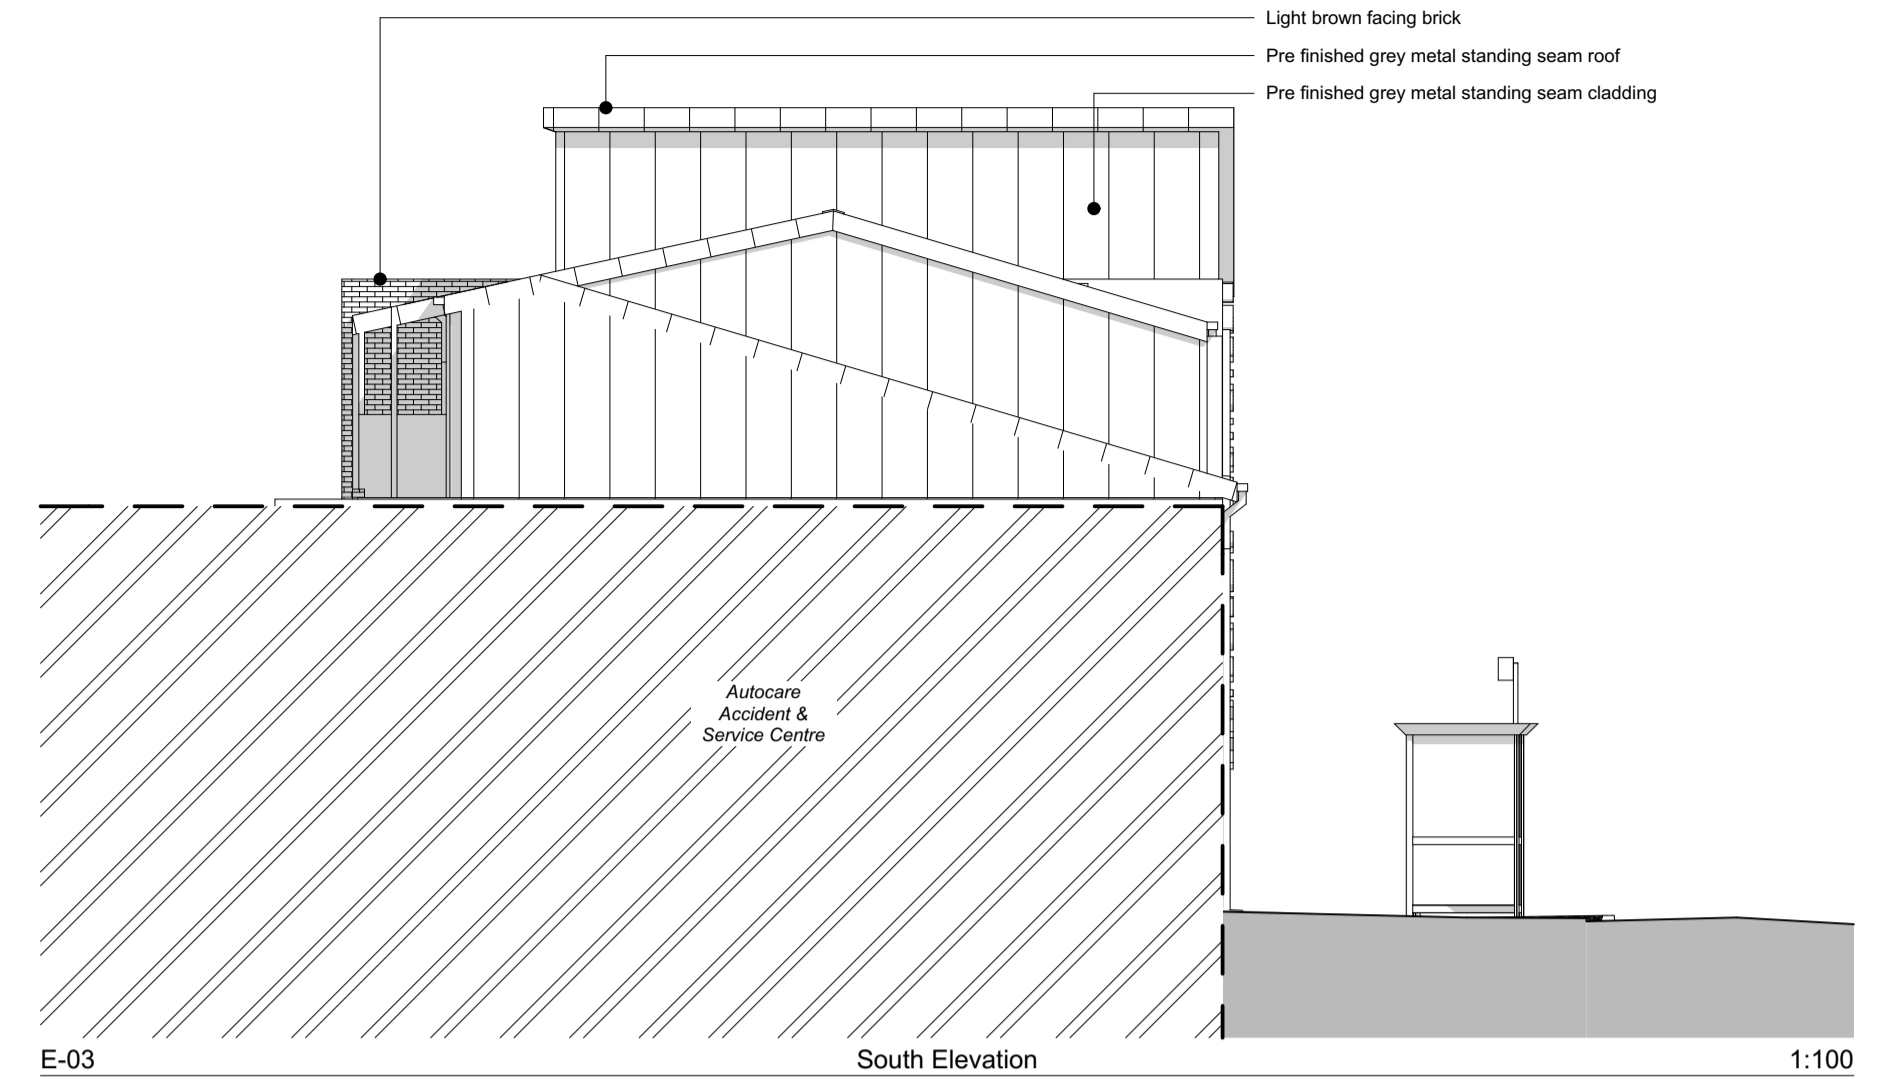 Light brown facing brick
Pre finished grey metal standing seam roof
Pre finished grey metal standing seam cladding
Autocare
Accident &
Service Centre
E-03
South Elevation
1:100